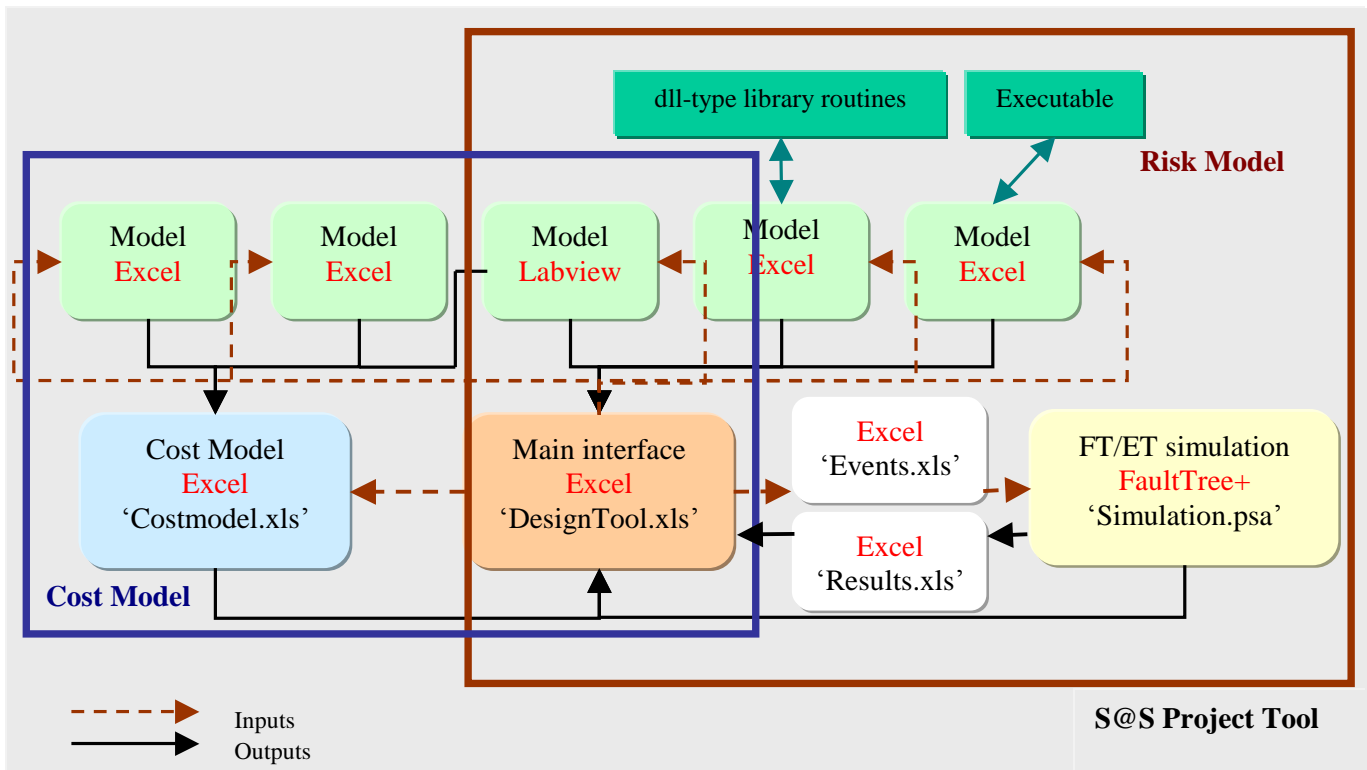 dll-type library routines
Executable
Risk Model
Model
Excel
Model
Excel
Model
Labview
Model
Excel
Model
Excel
Cost Model
Excel
‘Costmodel.xls’
Main interface
Excel
‘DesignTool.xls’
Excel
‘Events.xls’
Excel
‘Results.xls’
FT/ET simulation
FaultTree+
‘Simulation.psa’
Cost Model
Inputs
Outputs
S@S Project Tool